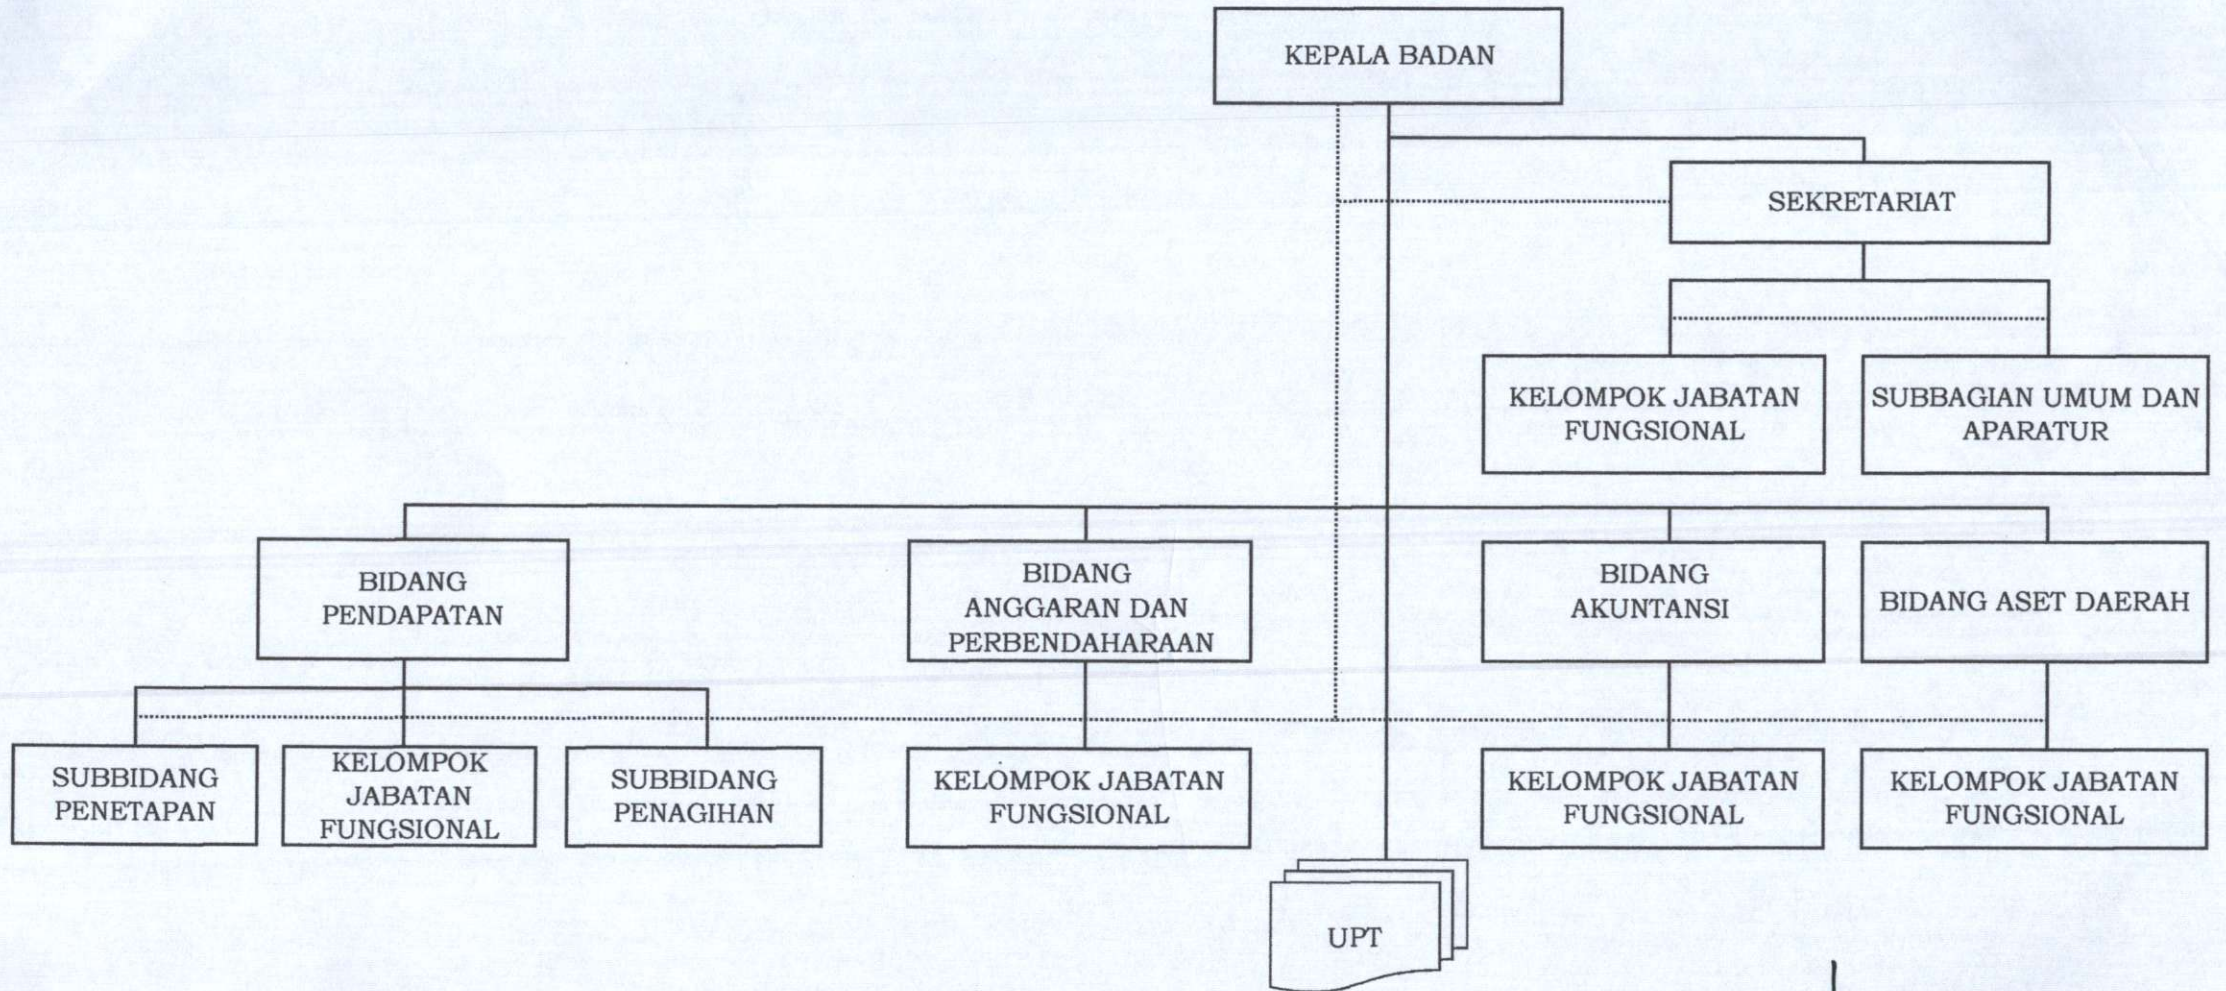 KEPALA BADAN
SEKRETARIAT
KELOMPOK JABATAN
FUNGSIONAL
SUBBAGIAN UMUM DAN
APARATUR
BIDANG
PENDAPATAN
BIDANG
ANGGARAN DAN
PERBENDAHARAAN
BIDANG
AKUNTANSI
BIDANG ASET DAERAH
SUBBIDANG
PENETAPAN
KELOMPOK
JABATAN
FUNGSIONAL
SUBBIDANG
PENAGIHAN
KELOMPOK JABATAN
FUNGSIONAL
KELOMPOK JABATAN
FUNGSIONAL
KELOMPOK JABATAN
FUNGSIONAL
UPT